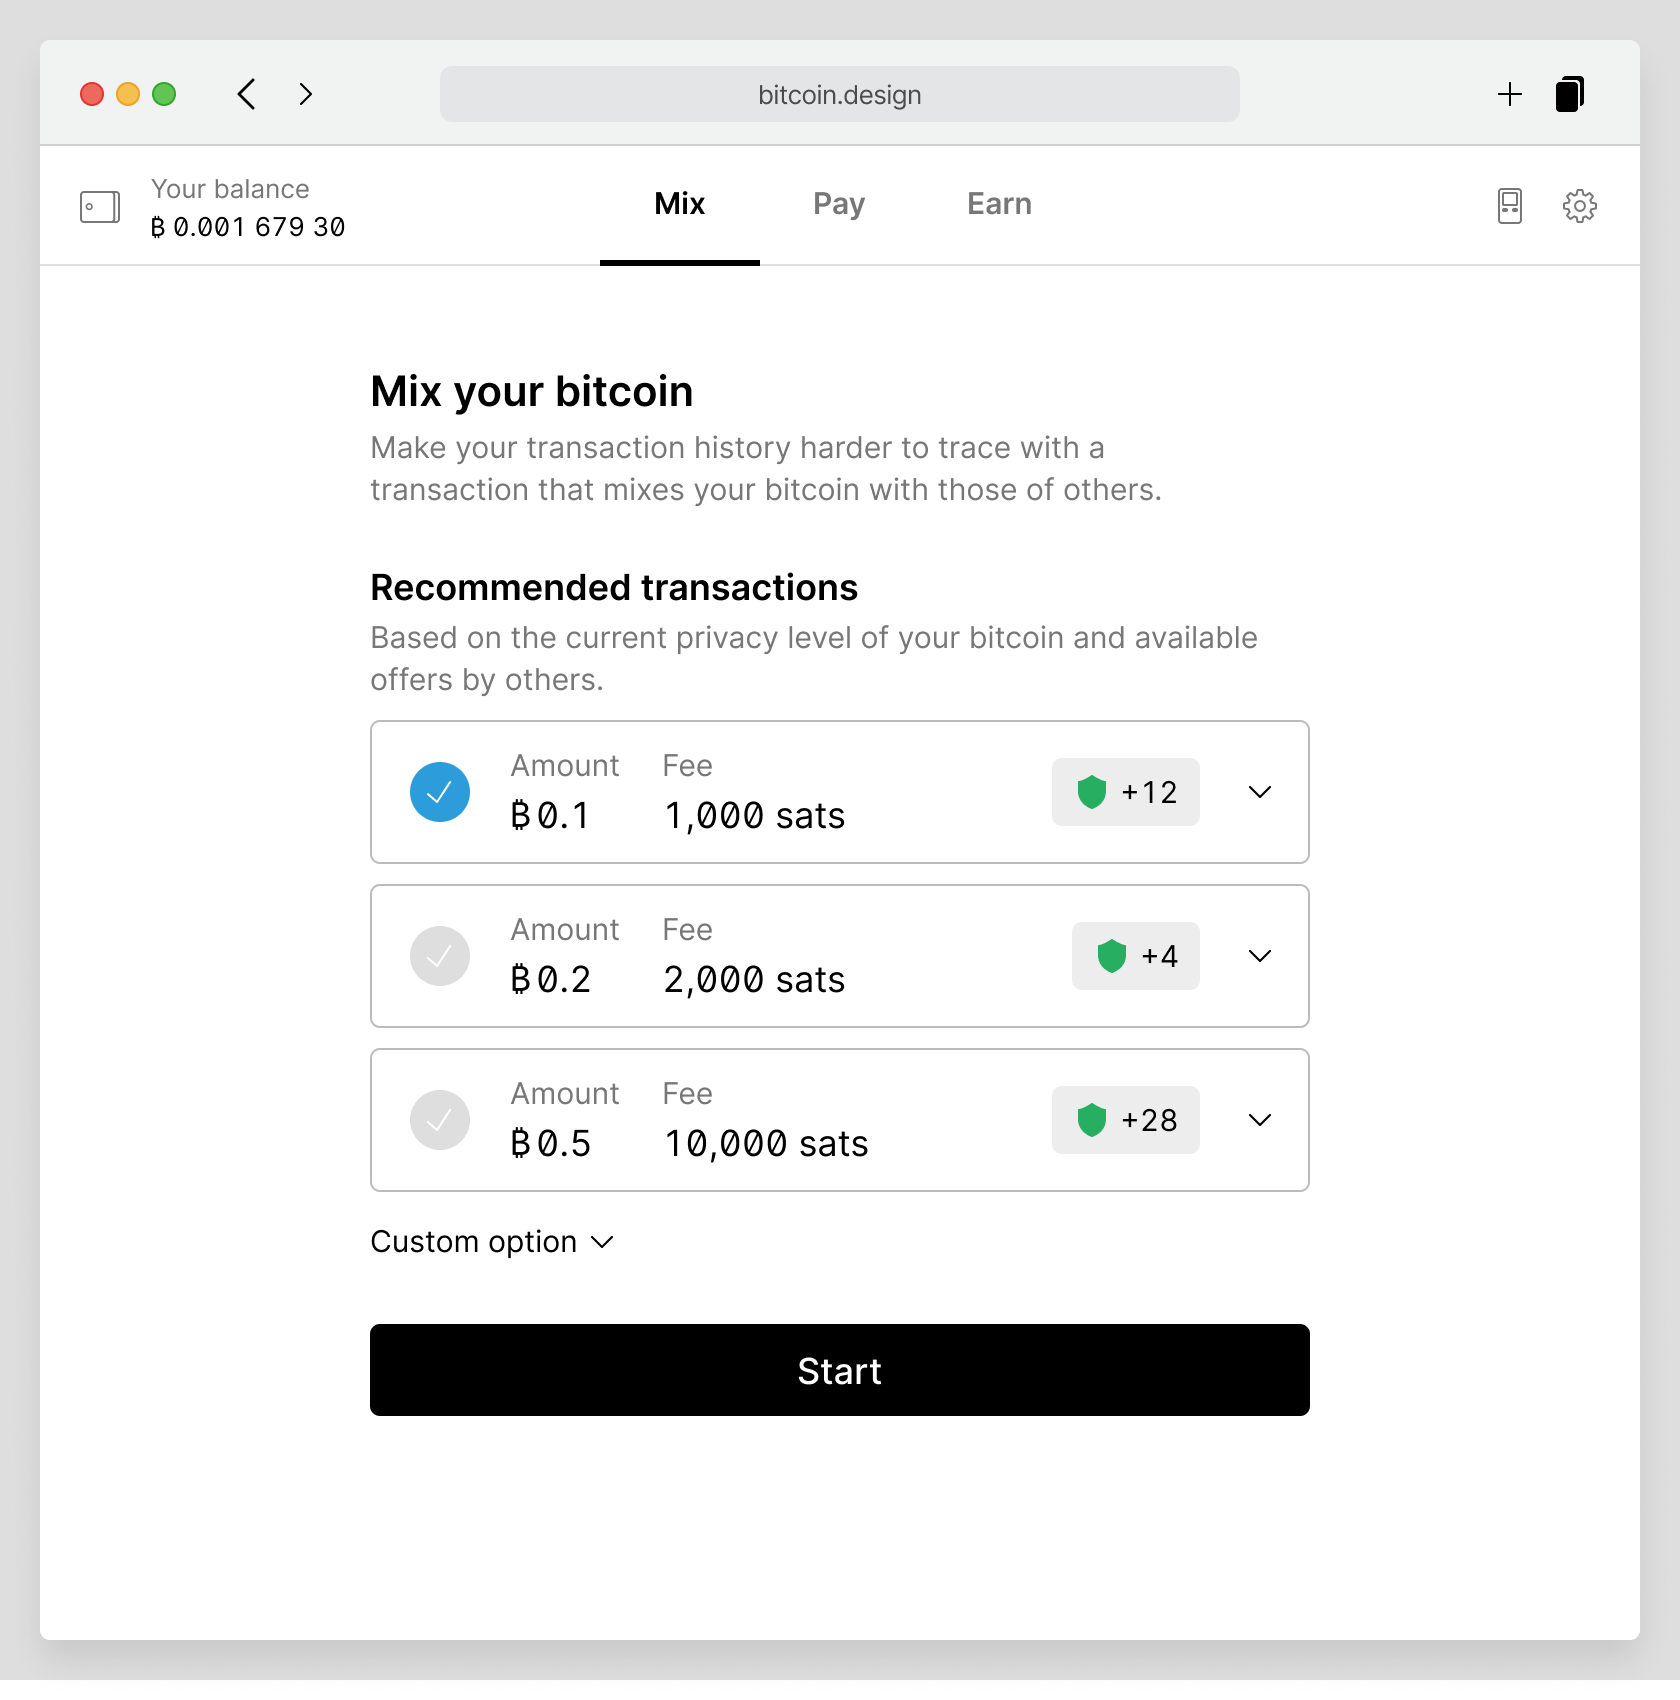 bitcoin.design
Your balance
₿ 0.001 679 30
Mix
Pay
Earn
Mix your bitcoin
Make your transaction history harder to trace with a
transaction that mixes your bitcoin with those of others.
Recommended transactions
Based on the current privacy level of your bitcoin and available
offers by others.
Amount Fee
₿0.1 1,000 sats
+12
Amount Fee
₿0.2 2,000 sats
+4
Amount Fee
₿0.5 10,000 sats
+28
Custom option
Start